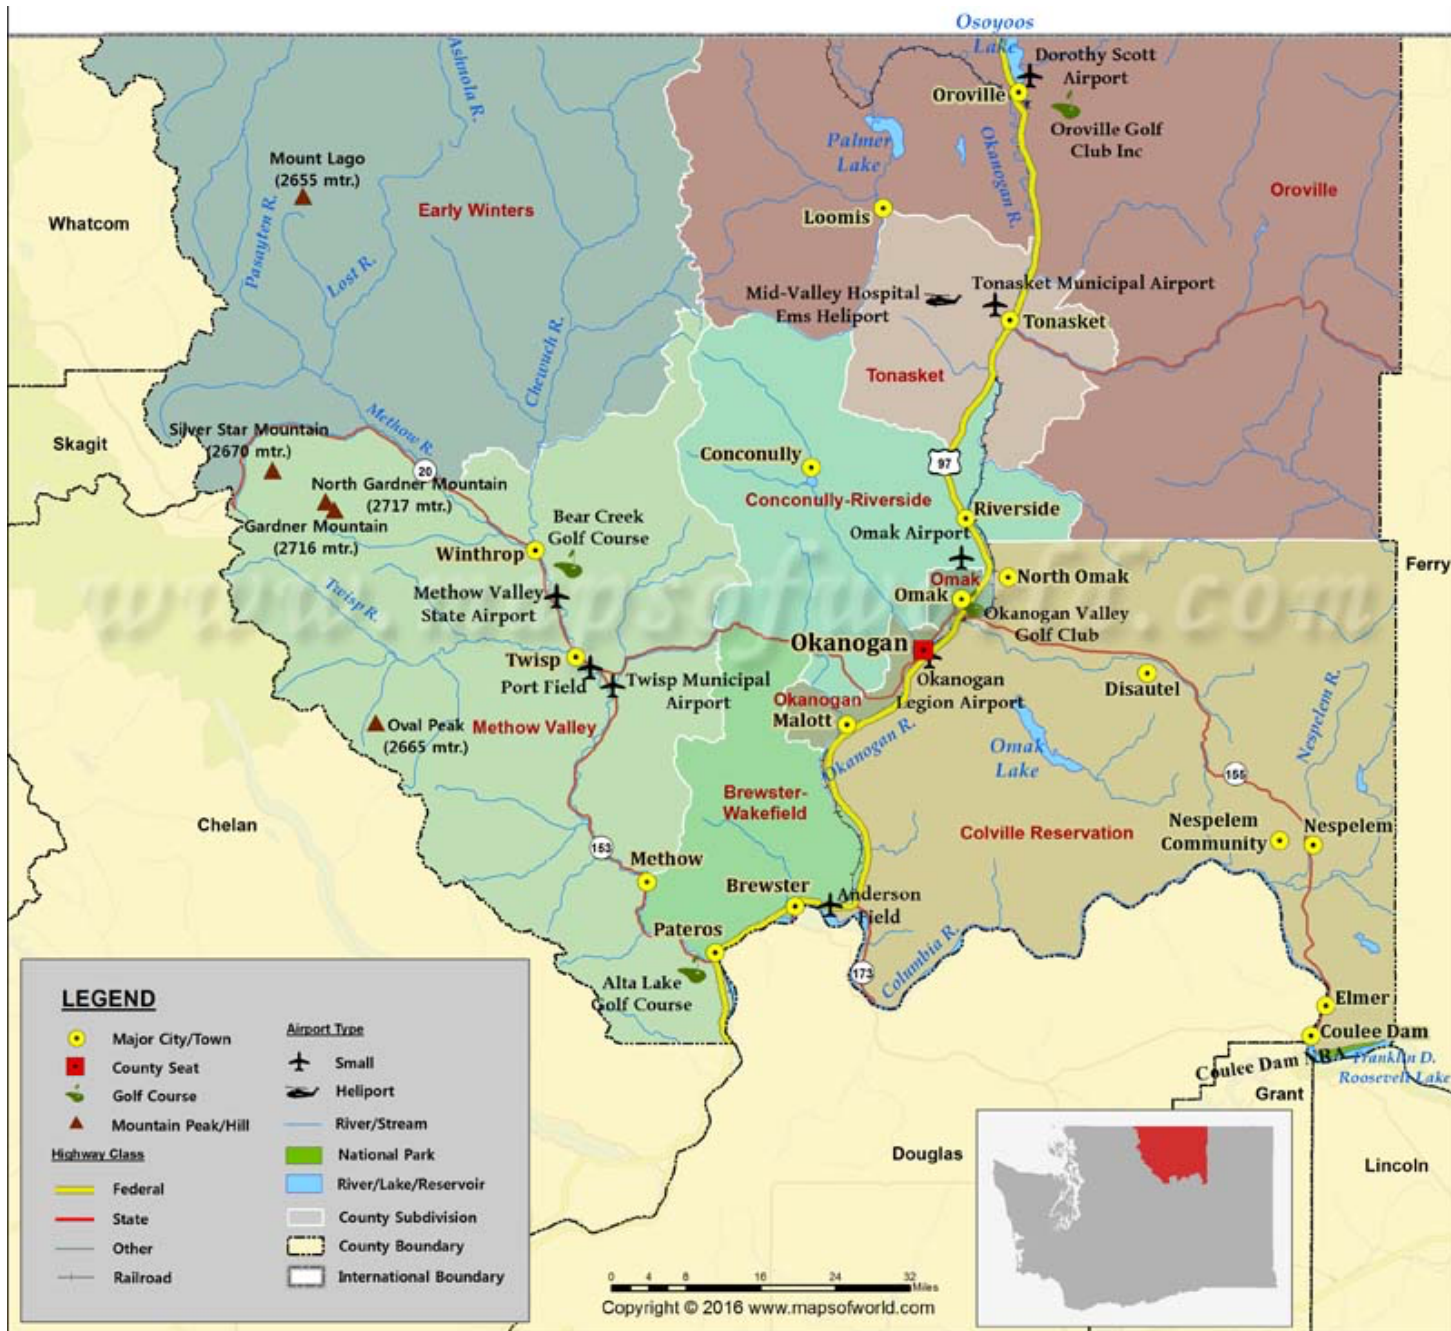 Osoyoos
Lake
Dorothy Scott
Airport
Oroville
Oroville Golf
Club Inc
Ashnola R.
Palmer
Lake
Okanogan R.
Mount Lago
(2655 mtr.)
Early Winters
Oroville
Whatcom
Pasayten R.
Lost R.
Loomis
Mid-Valley Hospital
Ems Heliport
Tonasket Municipal Airport
Tonasket
Chewuch R.
Tonasket
Methow R.
Silver Star Mountain
(2670 mtr.)
Skagit
20
Conconully
97
North Gardner Mountain
(2717 mtr.)
Conconully-Riverside
Gardner Mountain
(2716 mtr.)
Bear Creek
Golf Course
Riverside
Omak Airport
Winthrop
www.mapsofworld.com
Ferry
Twisp R.
Methow Valley
State Airport
Omak
North Omak
Omak
Okanogan Valley
Golf Club
Okanogan
Twisp
Port Field
Twisp Municipal
Airport
Okanogan
Legion Airport
Disautel
Nespelem R.
Okanogan
Malott
Oval Peak
(2665 mtr.)
Methow Valley
Okanogan R.
Omak
Lake
155
Brewster-
Wakefield
Colville Reservation
Nespelem
Community
Nespelem
Chelan
153
Methow
Brewster
Anderson
Field
Pateros
Columbia R.
173
Alta Lake
Golf Course
Elmer
Coulee Dam
Coulee Dam NRA
Franklin D.
Roosevelt Lake
Grant
Douglas
Lincoln
LEGEND
Major City/Town
County Seat
Golf Course
Mountain Peak/Hill
Highway Class
Federal
State
Other
Railroad
Airport Type
Small
Heliport
River/Stream
National Park
River/Lake/Reservoir
County Subdivision
County Boundary
International Boundary
0 4 8 16 24 32
Miles
Copyright © 2016 www.mapsofworld.com